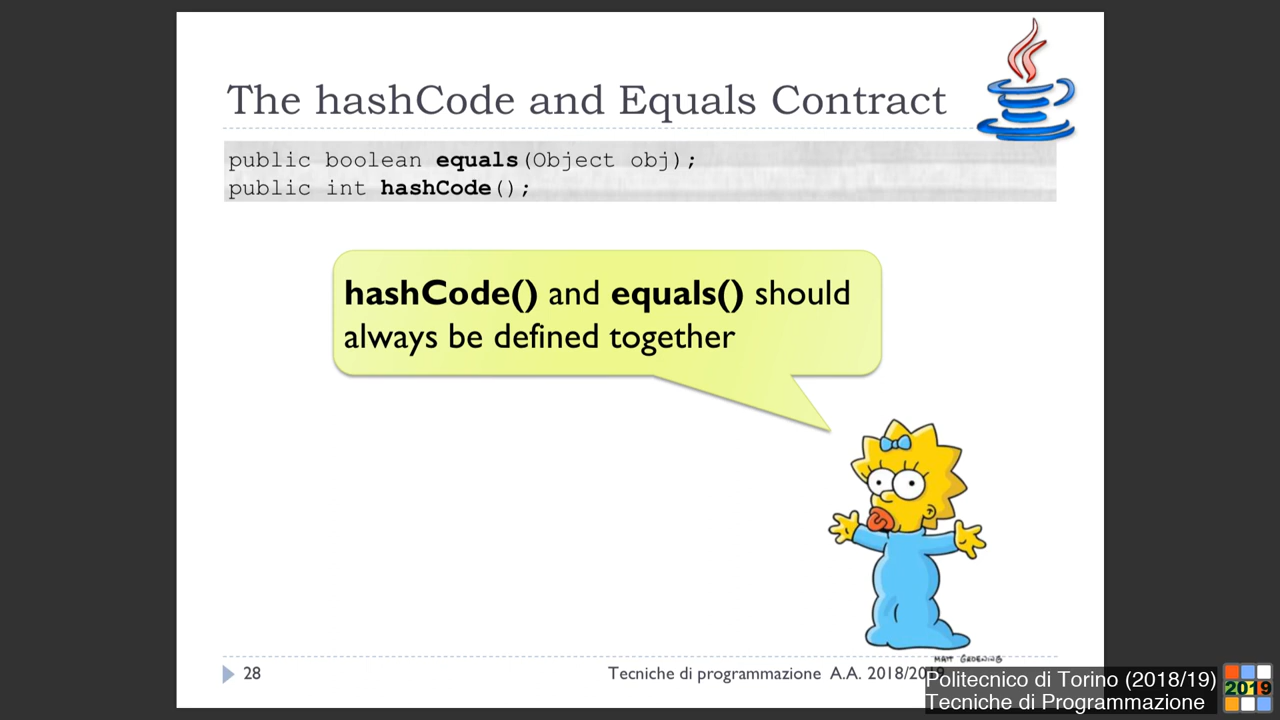 The hashCode and Equals Contract
public boolean equals(Object obj);
public int hashCode();
hashCode() and equals() should
always be defined together
MATT GROENING
28
Tecniche di programmazione A.A. 2018/20
Politecnico di Torino (2018/19)
Tecniche di Programmazione
2019